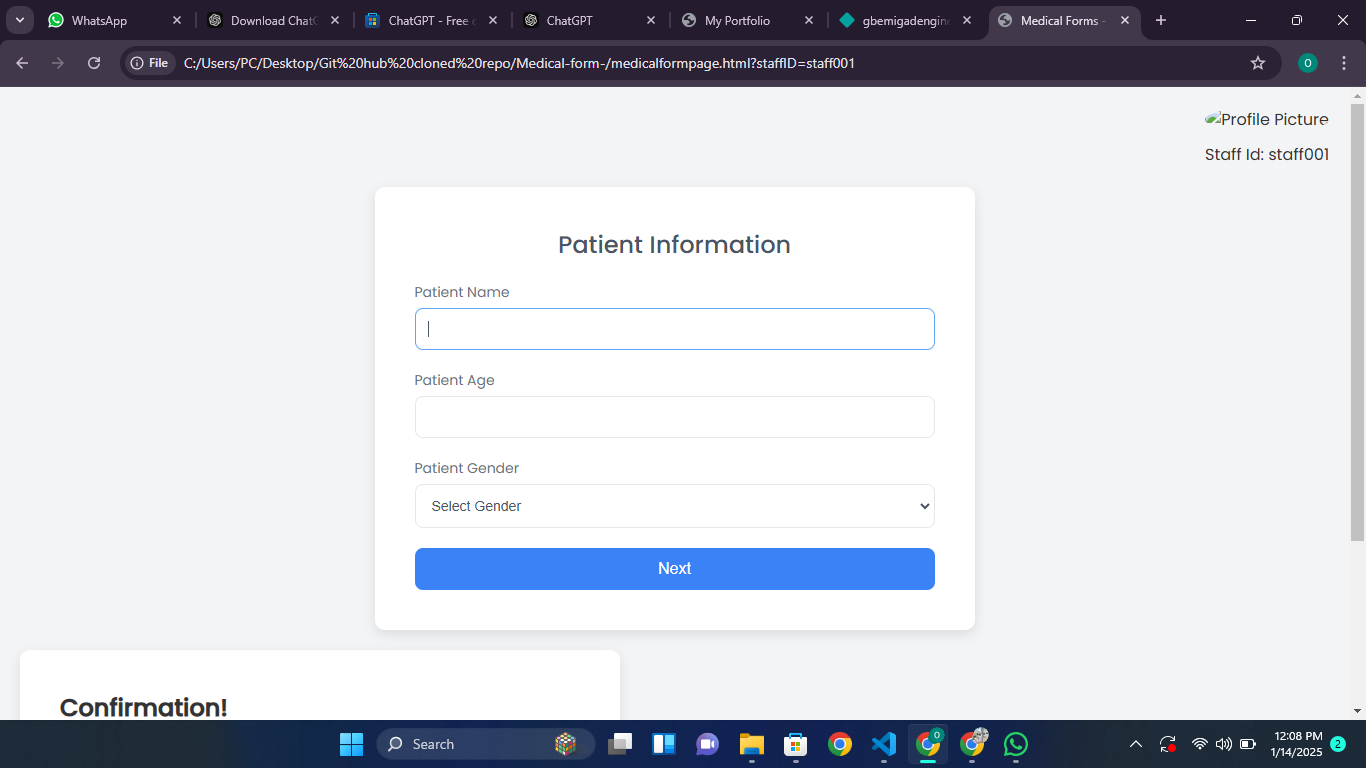 WhatsApp
Download ChatG
ChatGPT - Free c
ChatGPT
My Portfolio
gbemigadengine
Medical Forms -
File
C:/Users/PC/Desktop/Git%20hub%20cloned%20repo/Medical-form-/medicalformpage.html?staffID=staff001
O
Profile Picture
Staff Id: staff001
Patient Information
Patient Name
Patient Age
Patient Gender
Select Gender
Next
Confirmation!
Search
O
12:08 PM
1/14/2025
2